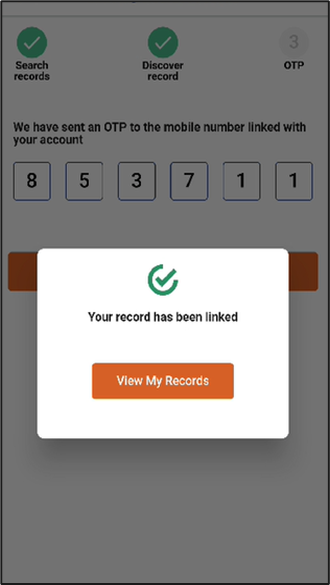 3
Search records
Discover record
OTP
We have sent an OTP to the mobile number linked with
your account
8 5 3 7 1 1
Your record has been linked
View My Records